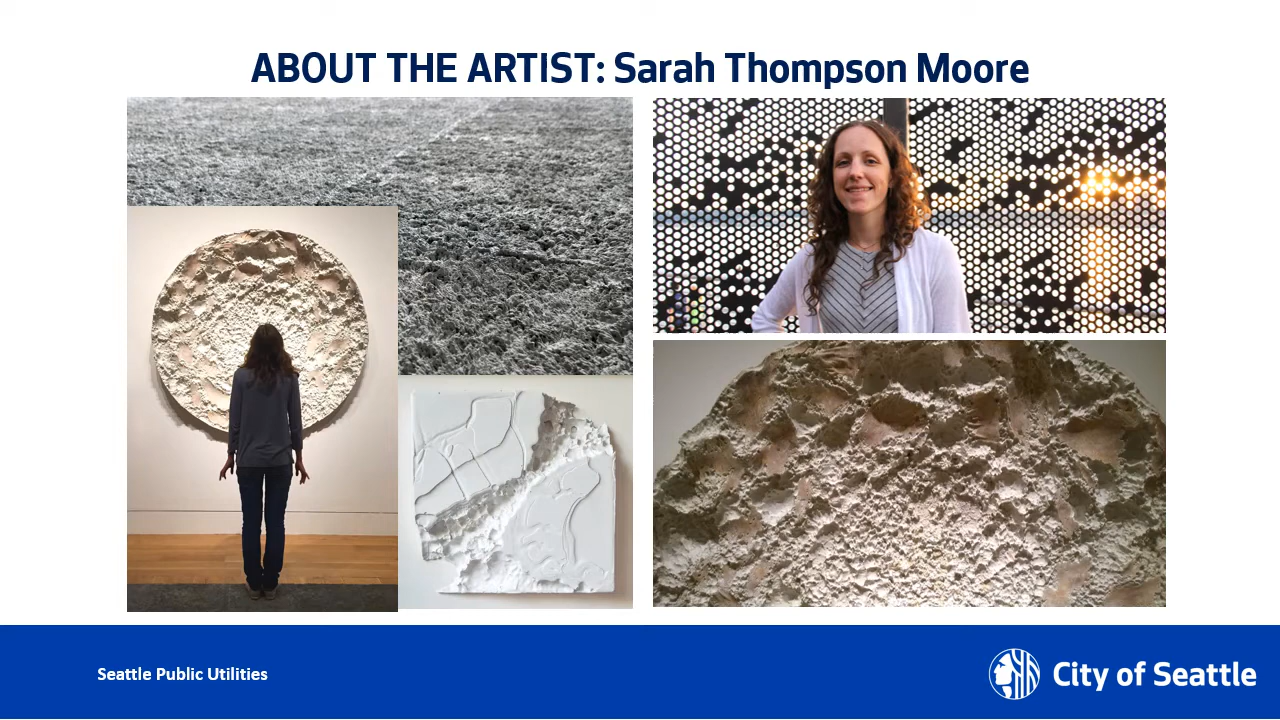 ABOUT THE ARTIST: Sarah Thompson Moore
Seattle Public Utilities
City of Seattle